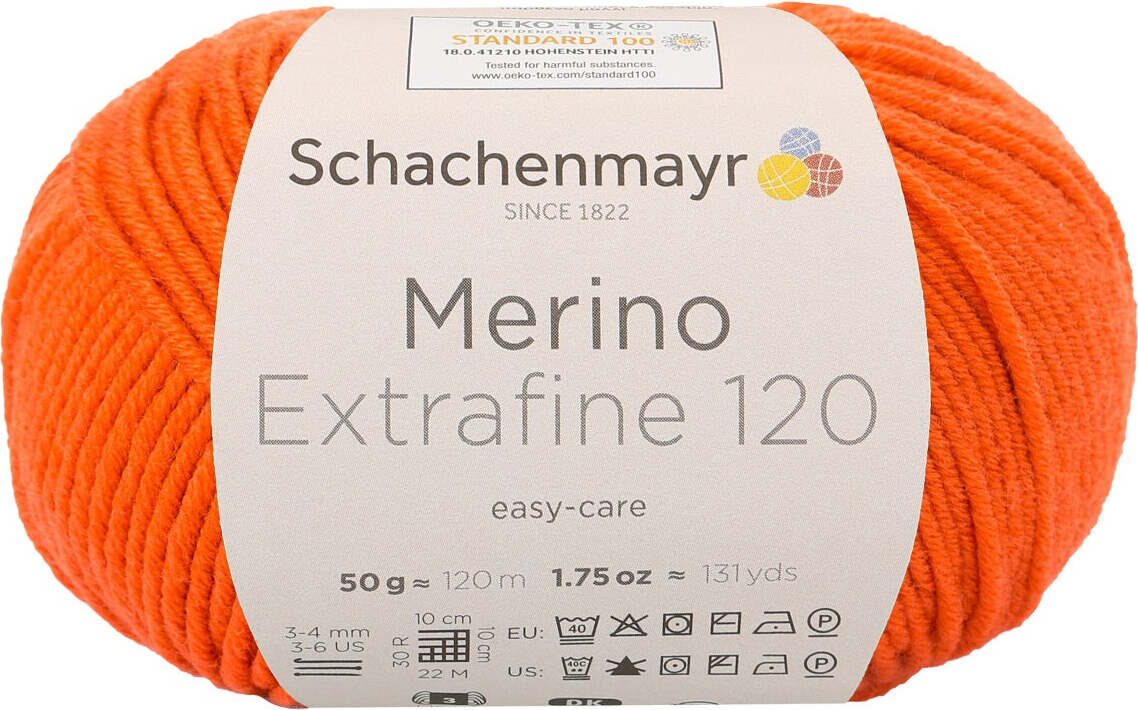 OEKO-TEX®
CONFIDENCE IN TEXTILES
STANDARD 100
18.0.41210 HOHENSTEIN HTTI
Tested for harmful substances.
www.oeko-tex.com/standard100
Schachenmayr
SINCE 1822
Merino
Extrafine 120
easy-care
50 g ≈ 120 m 1.75 oz ≈ 131 yds
3-4 mm
3-6 US
10 cm
10 cm
30 R
22 M
EU: 40 P
US: 40C P
3
DK